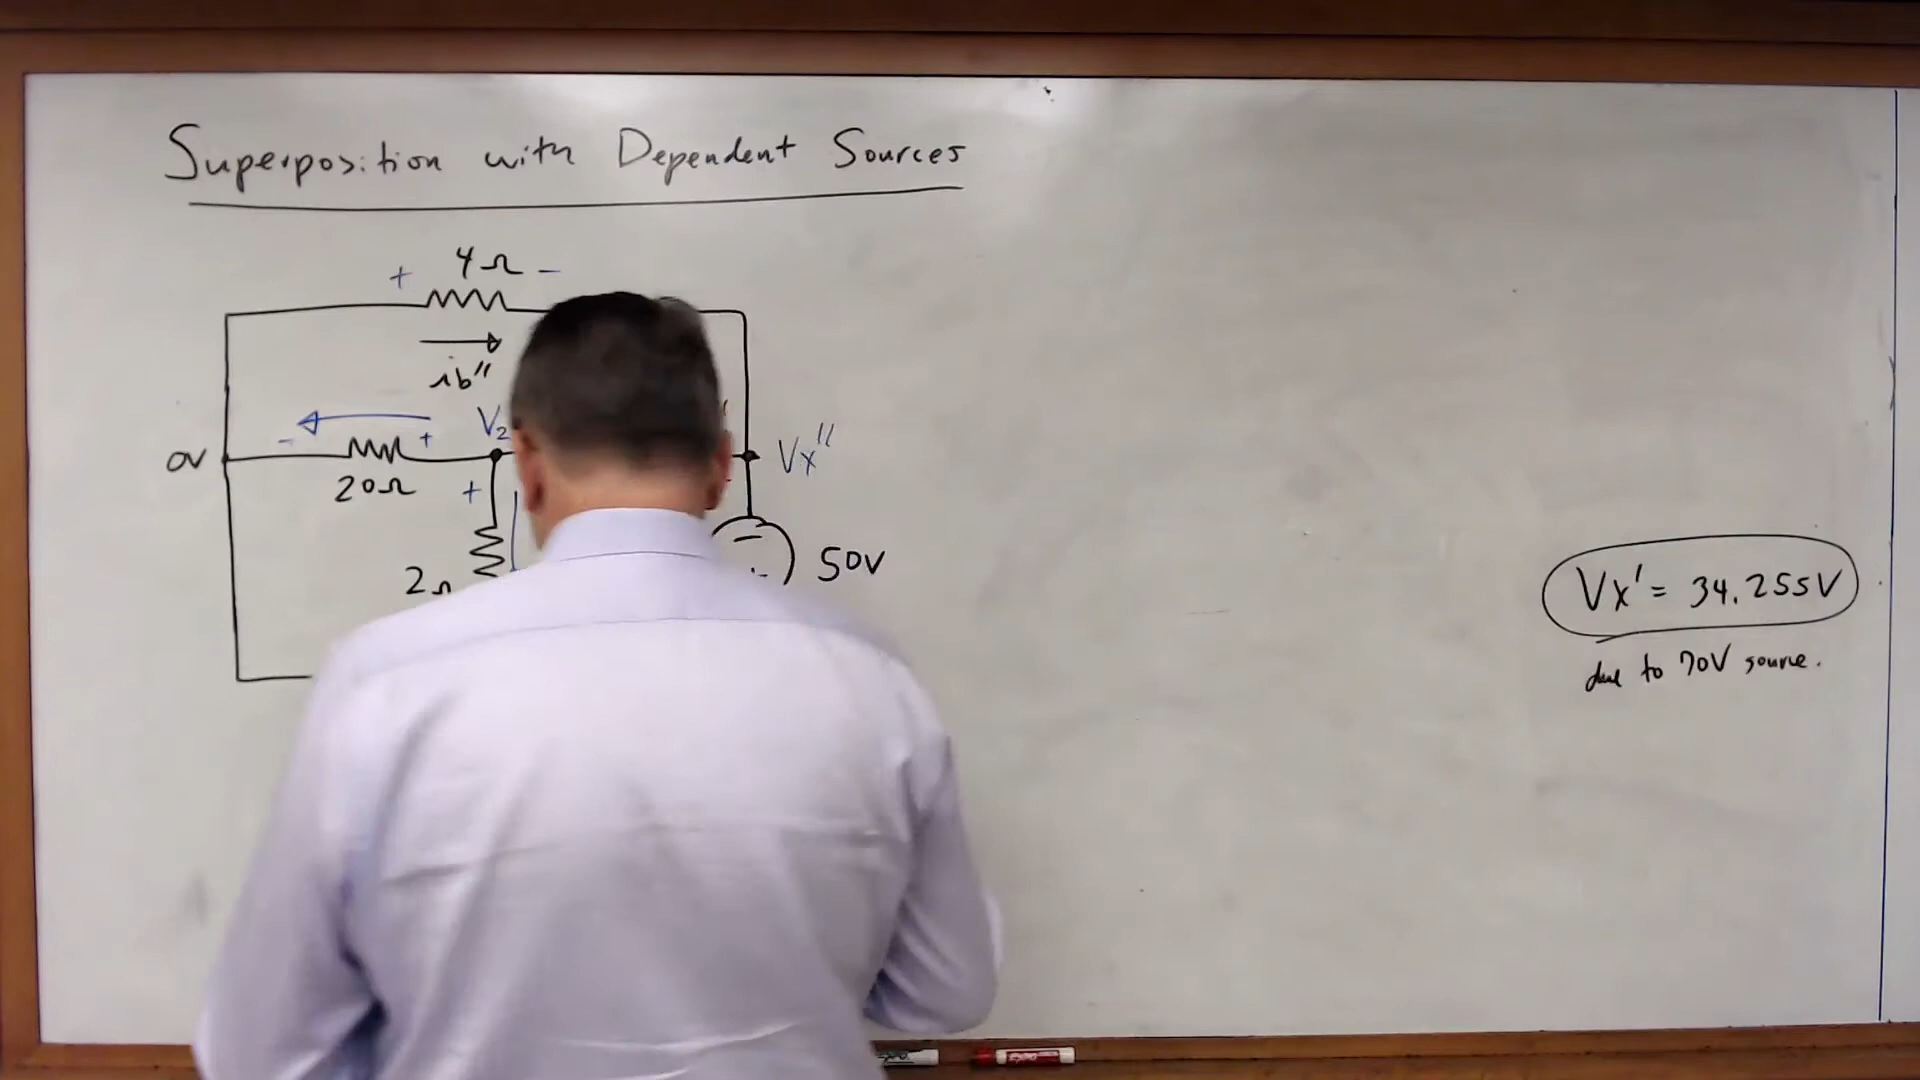 Superposition with Dependent Sources
+ 4Ω -
ib"
V2
- +
0V
Vx"
20Ω
+
2Ω
50V
Vx' = 34.255V
due to 70V source.
EXPO